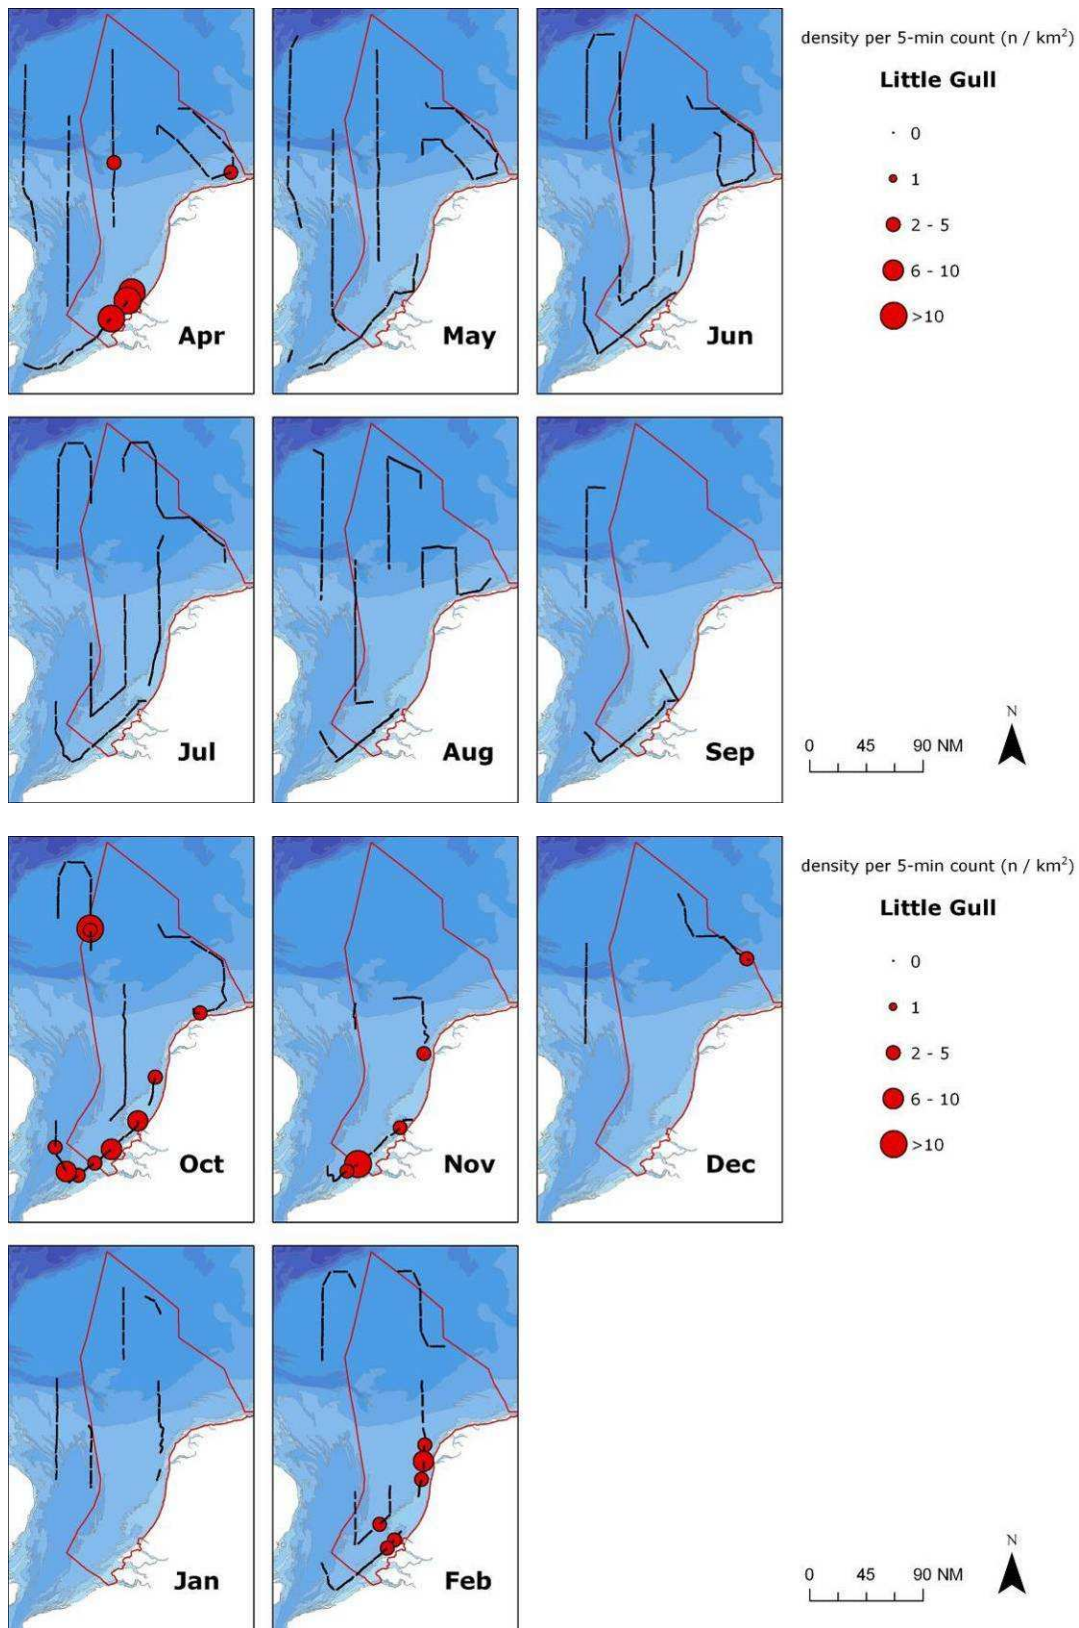 density per 5-min count (n / km²)
Little Gull
0
1
2 - 5
6 - 10
>10
Apr
May
Jun
Jul
Aug
Sep
N
0 45 90 NM
density per 5-min count (n / km²)
Little Gull
0
1
2 - 5
6 - 10
>10
Oct
Nov
Dec
Jan
Feb
N
0 45 90 NM